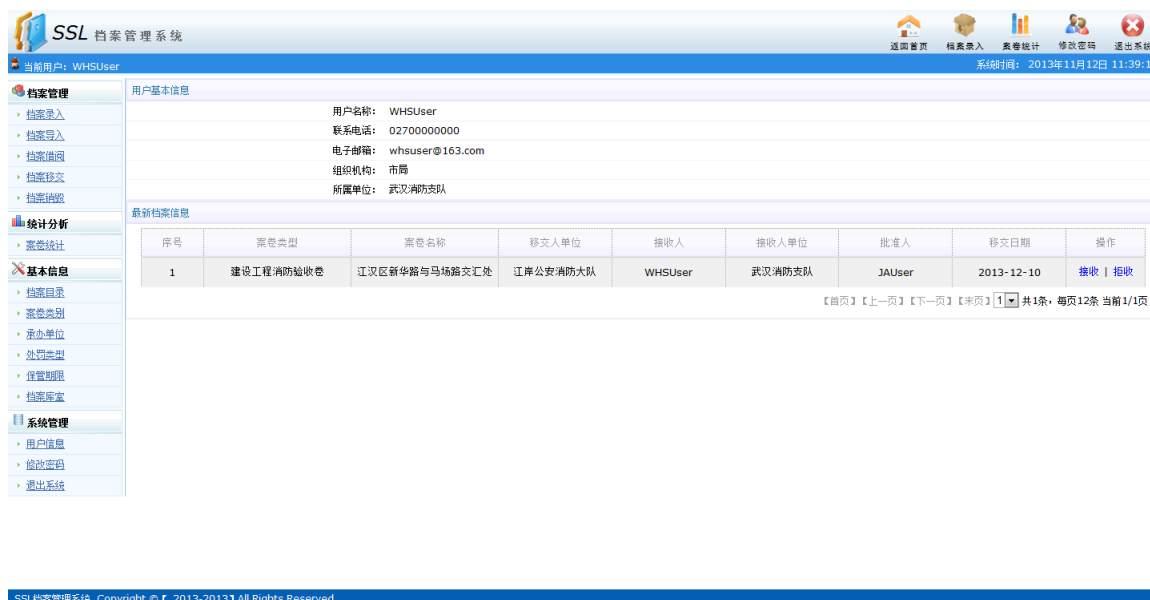 SSL 档案管理系统
返回首页 档案录入 案卷统计 修改密码 退出系统
当前用户: WHSUser
系统时间: 2013年11月12日 11:39:1
档案管理
档案录入
档案导入
档案借阅
档案移交
档案销毁
统计分析
案卷统计
基本信息
档案目录
案卷类别
承办单位
处罚类型
保管期限
档案库室
系统管理
用户信息
修改密码
退出系统
用户基本信息
用户名称: WHSUser
联系电话: 02700000000
电子邮箱: whsuser@163.com
组织机构: 市局
所属单位: 武汉消防支队
最新档案信息
序号 案卷类型 案卷名称 移交人单位 接收人 接收人单位 批准人 移交日期 操作
1 建设工程消防验收卷 江汉区新华路与马场路交汇处 江岸公安消防大队 WHSUser 武汉消防支队 JAUser 2013-12-10 接收 | 拒收
【首页】【上一页】【下一页】【末页】 1 共1条，每页12条 当前1/1页
SSL档案管理系统 Copyright © 【 2013-2013】All Rights Reserved